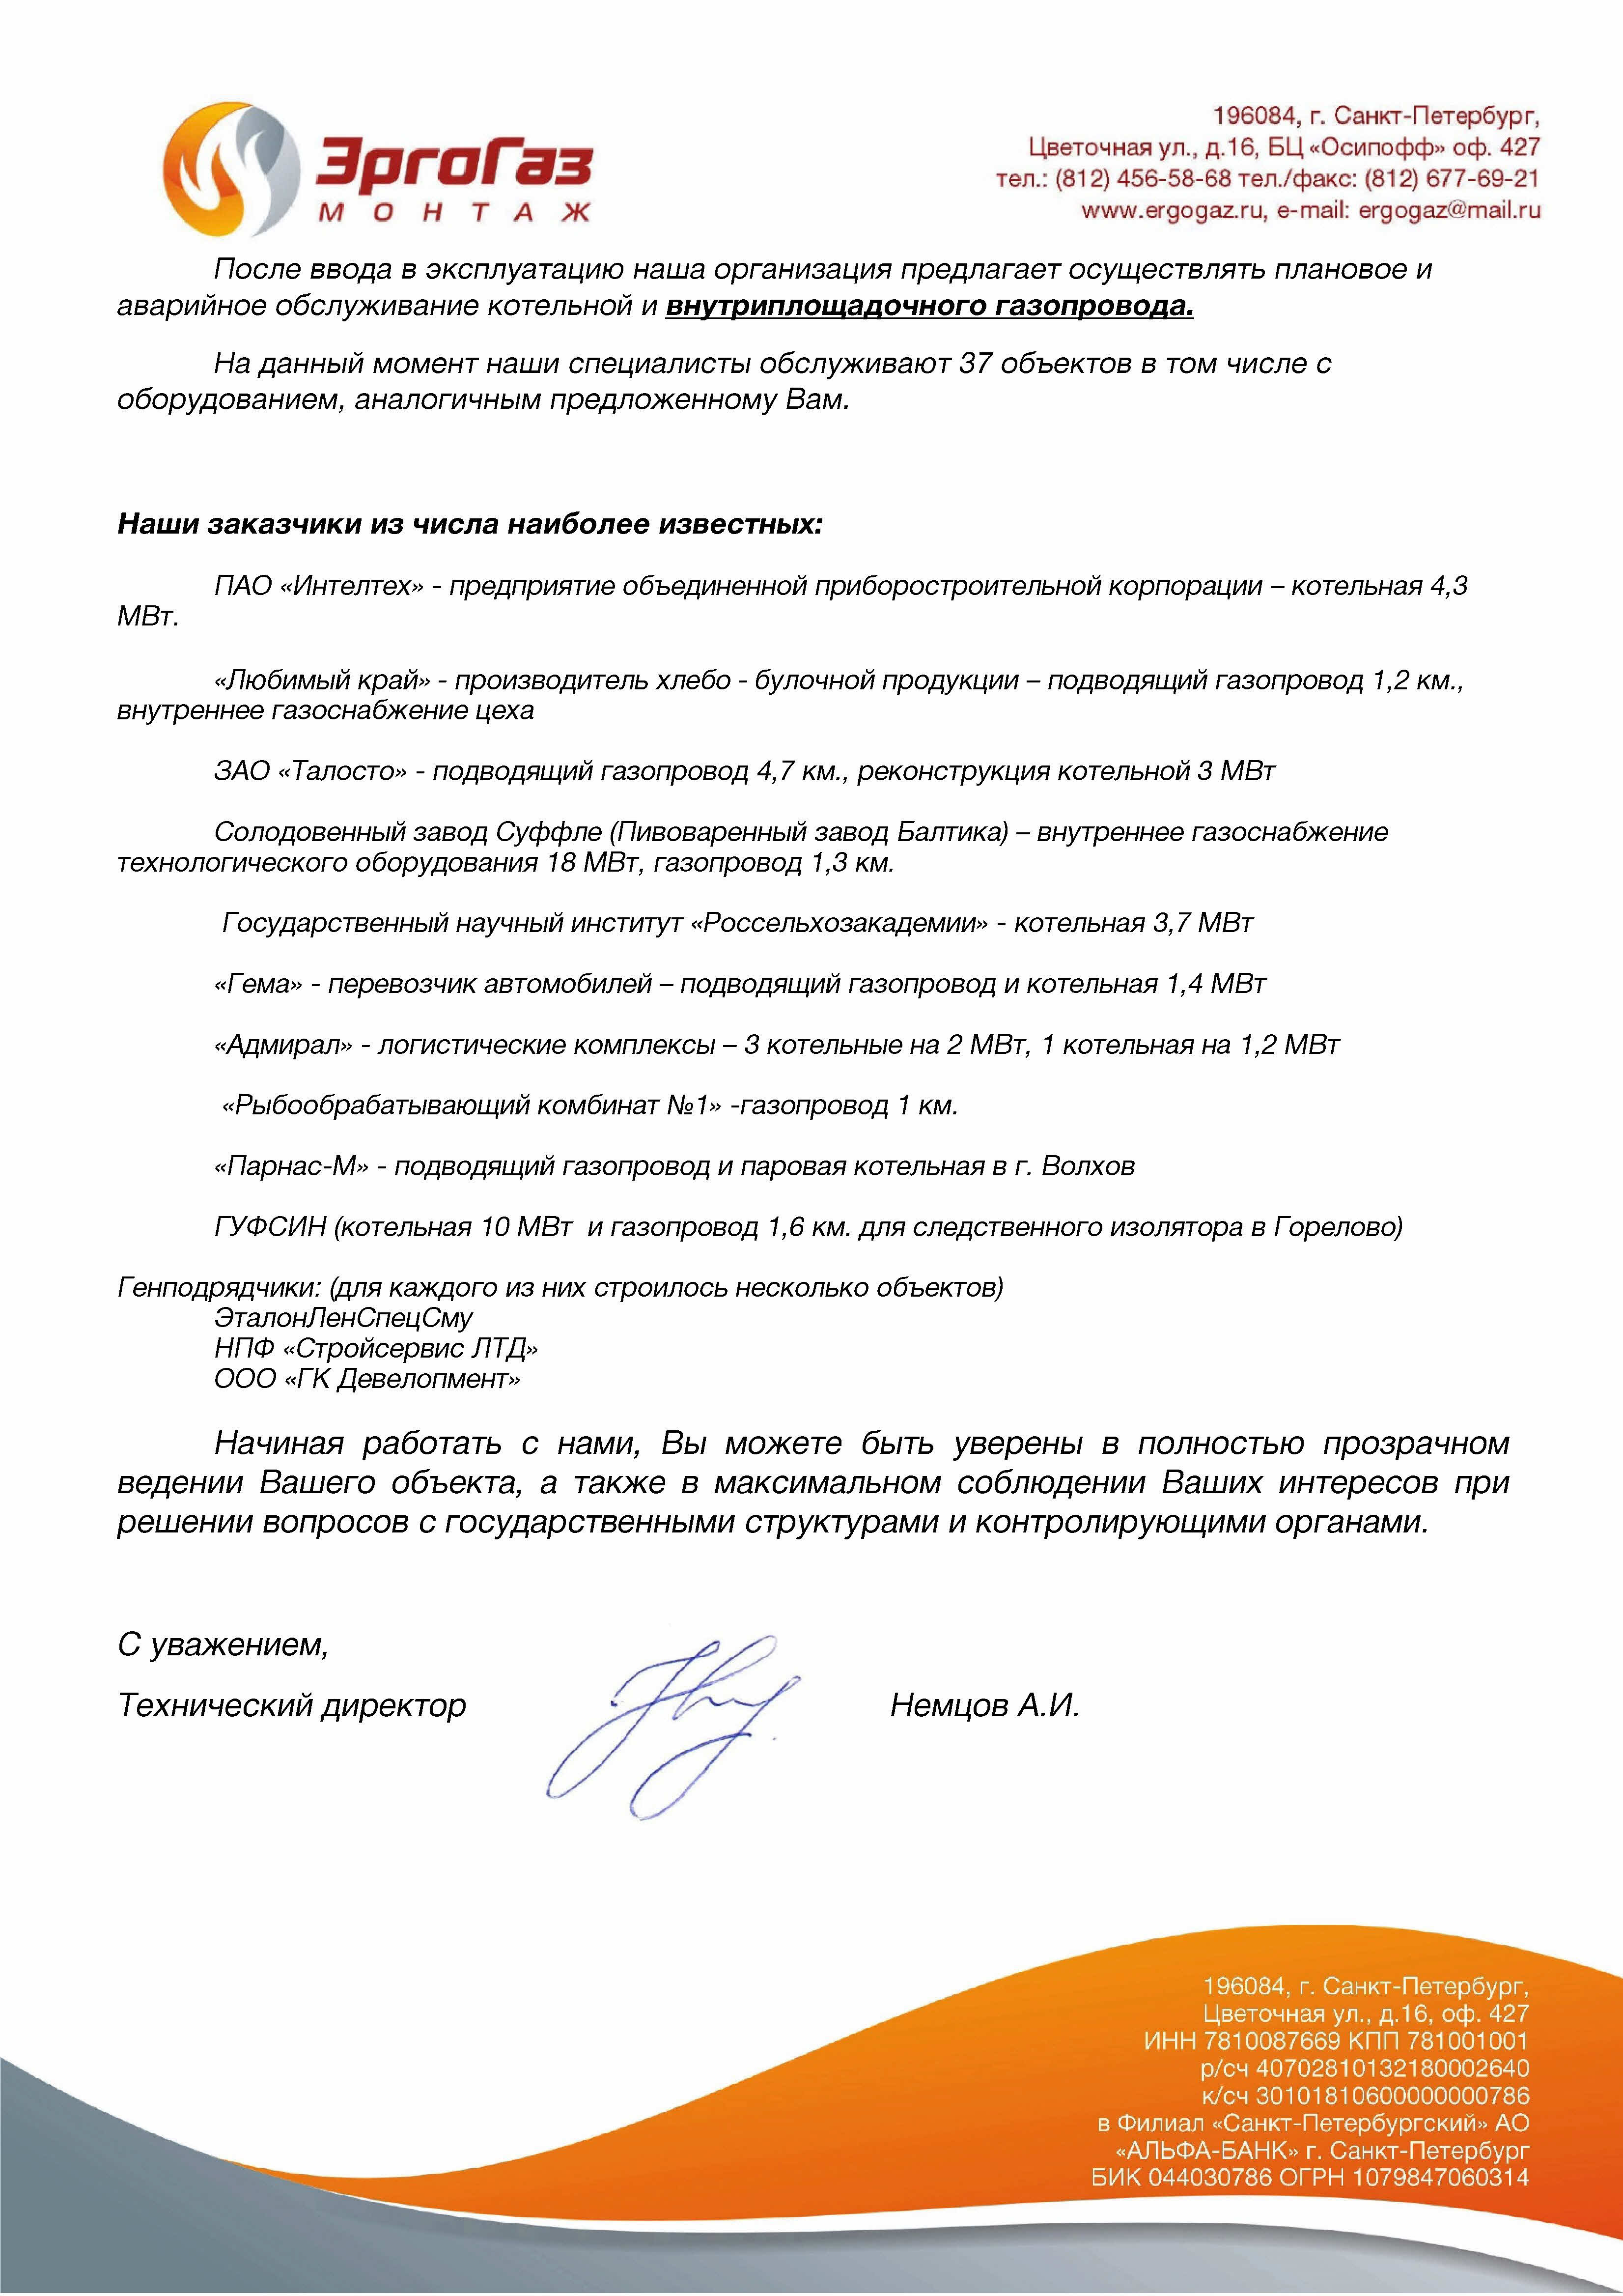 ЭргоГаз
МОНТАЖ
196084, г. Санкт-Петербург,
Цветочная ул., д.16, БЦ «Осипофф» оф. 427
тел.: (812) 456-58-68 тел./факс: (812) 677-69-21
www.ergogaz.ru, e-mail: ergogaz@mail.ru
После ввода в эксплуатацию наша организация предлагает осуществлять плановое и
аварийное обслуживание котельной и внутриплощадочного газопровода.
На данный момент наши специалисты обслуживают 37 объектов в том числе с
оборудованием, аналогичным предложенному Вам.
Наши заказчики из числа наиболее известных:
ПАО «Интелтех» - предприятие объединенной приборостроительной корпорации – котельная 4,3
МВт.
«Любимый край» - производитель хлебо - булочной продукции – подводящий газопровод 1,2 км.,
внутреннее газоснабжение цеха
ЗАО «Талосто» - подводящий газопровод 4,7 км., реконструкция котельной 3 МВт
Солодовенный завод Суффле (Пивоваренный завод Балтика) – внутреннее газоснабжение
технологического оборудования 18 МВт, газопровод 1,3 км.
Государственный научный институт «Россельхозакадемии» - котельная 3,7 МВт
«Гема» - перевозчик автомобилей – подводящий газопровод и котельная 1,4 МВт
«Адмирал» - логистические комплексы – 3 котельные на 2 МВт, 1 котельная на 1,2 МВт
«Рыбообрабатывающий комбинат №1» -газопровод 1 км.
«Парнас-М» - подводящий газопровод и паровая котельная в г. Волхов
ГУФСИН (котельная 10 МВт и газопровод 1,6 км. для следственного изолятора в Горелово)
Генподрядчики: (для каждого из них строилось несколько объектов)
ЭталонЛенСпецСму
НПФ «Стройсервис ЛТД»
ООО «ГК Девелопмент»
Начиная работать с нами, Вы можете быть уверены в полностью прозрачном
ведении Вашего объекта, а также в максимальном соблюдении Ваших интересов при
решении вопросов с государственными структурами и контролирующими органами.
С уважением,
Технический директор Немцов А.И.
196084, г. Санкт-Петербург,
Цветочная ул., д.16, оф. 427
ИНН 7810087669 КПП 781001001
р/сч 40702810132180002640
к/сч 30101810600000000786
в Филиал «Санкт-Петербургский» АО
«АЛЬФА-БАНК» г. Санкт-Петербург
БИК 044030786 ОГРН 1079847060314